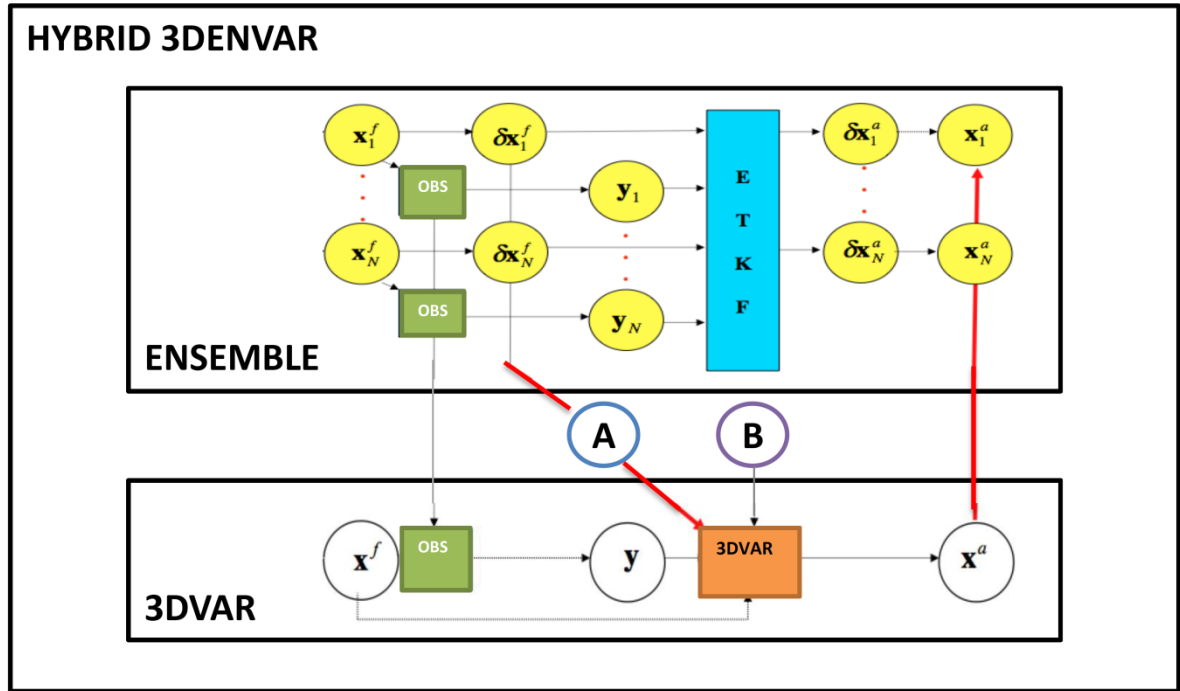 HYBRID 3DENVAR
x₁ᶠ δx₁ᶠ δx₁ᵃ x₁ᵃ
OBS y₁
E
T
K
F
x_Nᶠ δx_Nᶠ δx_Nᵃ x_Nᵃ
OBS y_N
ENSEMBLE
A B
xᶠ OBS y 3DVAR xᵃ
3DVAR